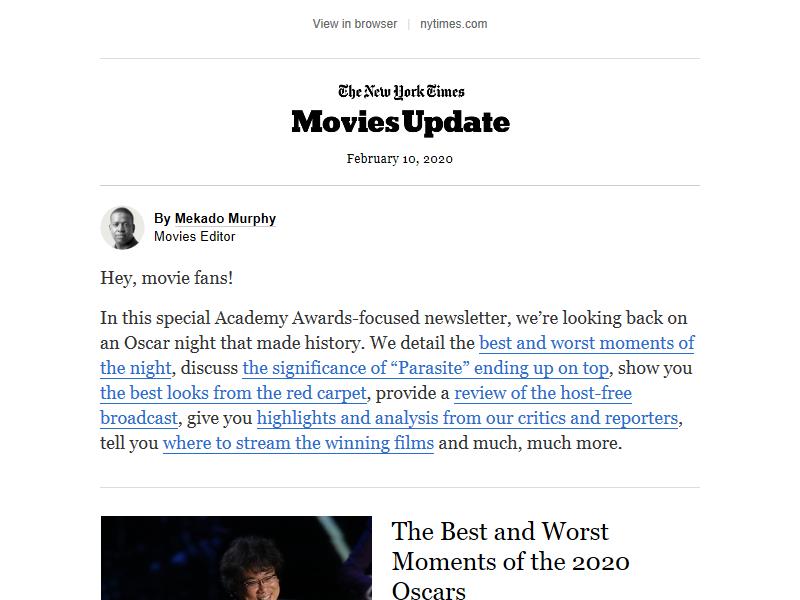 View in browser | nytimes.com
The New York Times
Movies Update
February 10, 2020
By Mekado Murphy
Movies Editor
Hey, movie fans!
In this special Academy Awards-focused newsletter, we’re looking back on
an Oscar night that made history. We detail the best and worst moments of
the night, discuss the significance of “Parasite” ending up on top, show you
the best looks from the red carpet, provide a review of the host-free
broadcast, give you highlights and analysis from our critics and reporters,
tell you where to stream the winning films and much, much more.
The Best and Worst
Moments of the 2020
Oscars